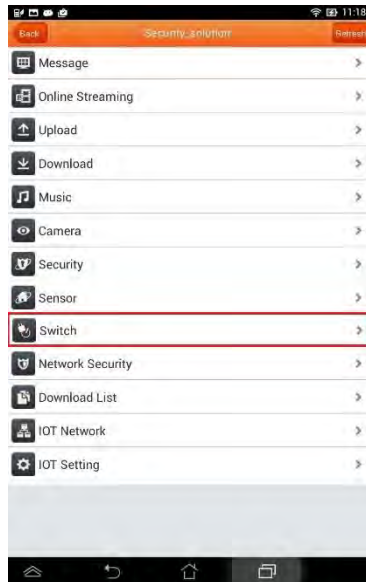 11:18
Back Security_solution Refresh
Message
Online Streaming
Upload
Download
Music
Camera
Security
Sensor
Switch
Network Security
Download List
IOT Network
IOT Setting